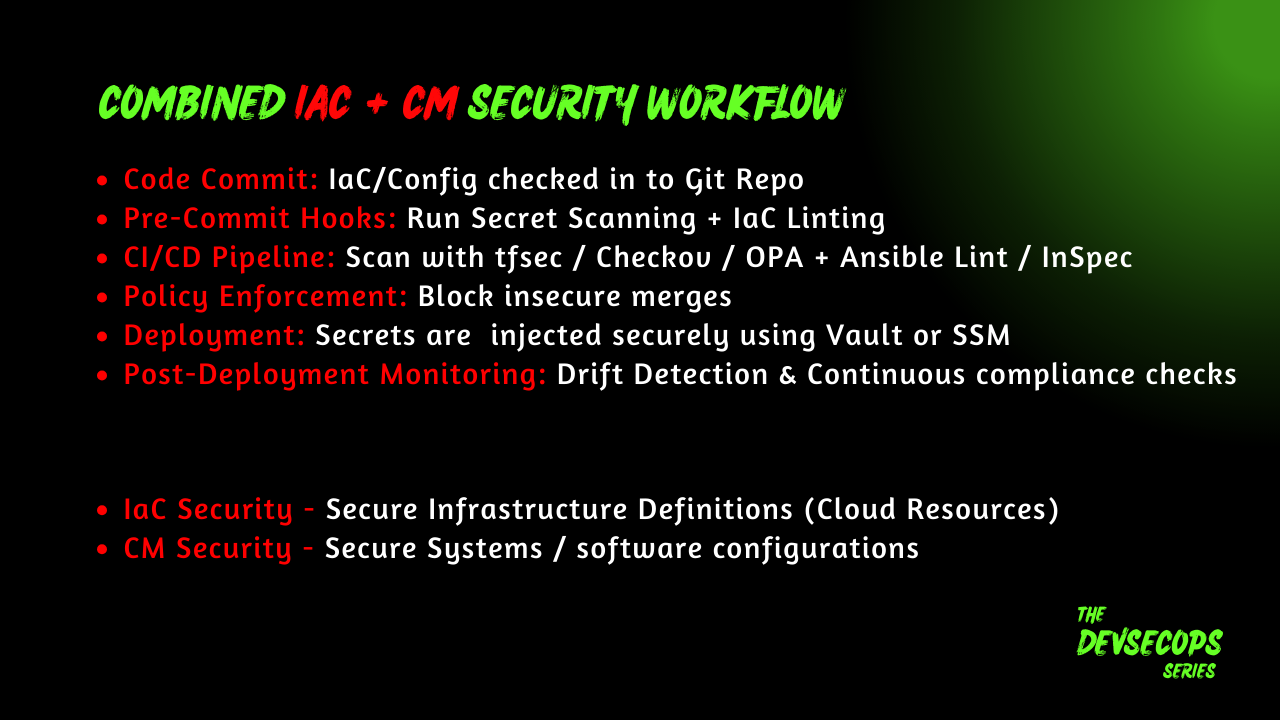 COMBINED IAC + CM SECURITY WORKFLOW
• Code Commit: IaC/Config checked in to Git Repo
• Pre-Commit Hooks: Run Secret Scanning + IaC Linting
• CI/CD Pipeline: Scan with tfsec / Checkov / OPA + Ansible Lint / InSpec
• Policy Enforcement: Block insecure merges
• Deployment: Secrets are  injected securely using Vault or SSM
• Post-Deployment Monitoring: Drift Detection & Continuous compliance checks
• IaC Security - Secure Infrastructure Definitions (Cloud Resources)
• CM Security - Secure Systems / software configurations
THE
DEVSECOPS
SERIES